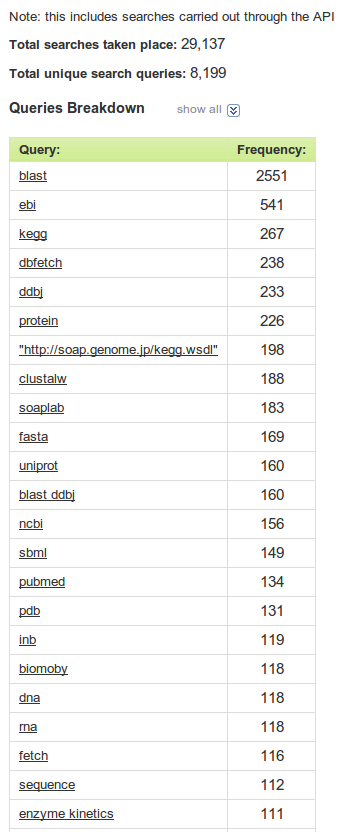 Note: this includes searches carried out through the API
Total searches taken place: 29,137
Total unique search queries: 8,199
Queries Breakdown show all
Query: Frequency:
blast 2551
ebi 541
kegg 267
dbfetch 238
ddbj 233
protein 226
"http://soap.genome.jp/kegg.wsdl" 198
clustalw 188
soaplab 183
fasta 169
uniprot 160
blast ddbj 160
ncbi 156
sbml 149
pubmed 134
pdb 131
inb 119
biomoby 118
dna 118
rna 118
fetch 116
sequence 112
enzyme kinetics 111